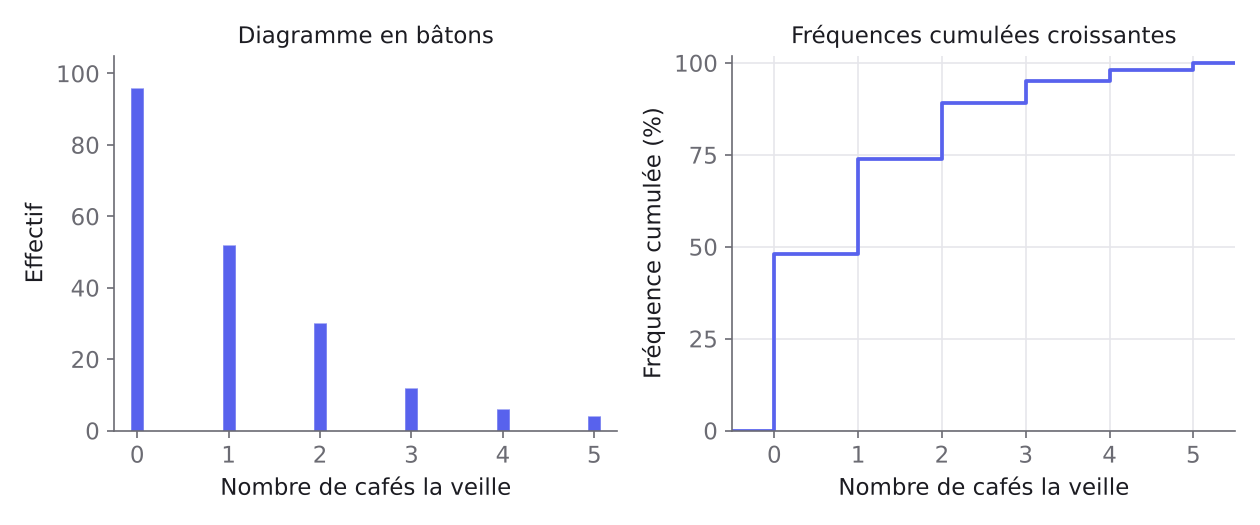 Diagramme en bâtons
Effectif
100
80
60
40
20
0
0 1 2 3 4 5
Nombre de cafés la veille
Fréquences cumulées croissantes
Fréquence cumulée (%)
100
75
50
25
0
0 1 2 3 4 5
Nombre de cafés la veille